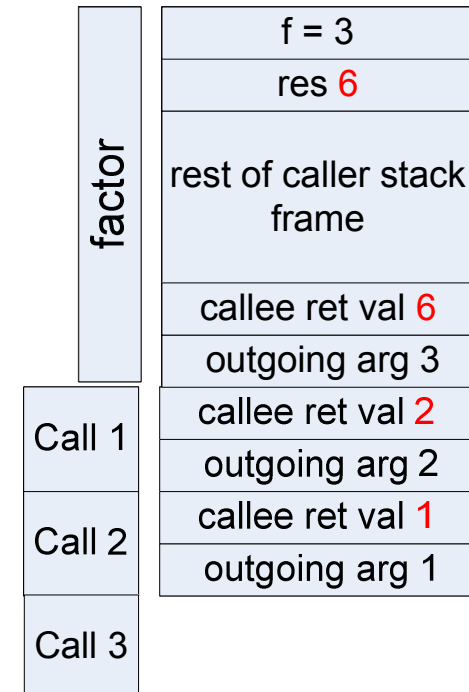 f = 3
res 6
factor
rest of caller stack
frame
callee ret val 6
outgoing arg 3
Call 1
callee ret val 2
outgoing arg 2
Call 2
callee ret val 1
outgoing arg 1
Call 3